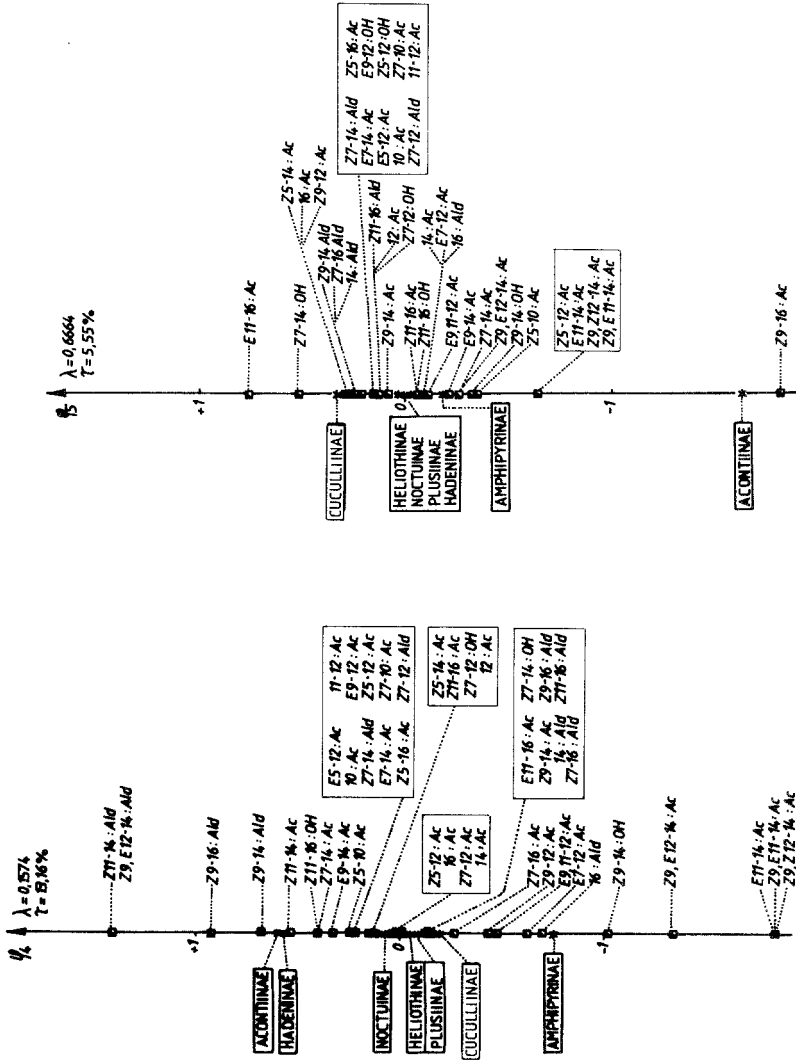 φ4
λ=0,1574
τ=13,16%
Z11-14:Ald
Z9,E12-14:Ald
+1
Z9-16:Ald
Z9-14:Ald
ACONTIINAE
HADENINAE
Z11-14:Ac
Z11-16:OH
Z7-14:Ac
E9-14:Ac
Z5-10:Ac
E5-12:Ac 11-12:Ac
10:Ac E9-12:Ac
Z7-14:Ald Z5-12:Ac
E7-14:Ac Z7-10:Ac
Z5-16:Ac Z7-12:Ald
NOCTUINAE
Z5-14:Ac
Z11-16:Ac
Z7-12:OH
12:Ac
0
HELIOTHINAE
PLUSIINAE
CUCULLIINAE
Z5-12:Ac
16:Ac
Z7-12:Ac
14:Ac
E11-16:Ac Z7-14:OH
Z9-14:Ac Z9-16:Ald
14:Ald Z11-16:Ald
Z7-16:Ald
Z7-16:Ac
Z9-12:Ac
E9,11-12:Ac
E7-12:Ac
16:Ald
AMPHIPYRINAE
Z9-14:OH
-1
Z9,E12-14:Ac
E11-14:Ac
Z9,E11-14:Ac
Z9,Z12-14:Ac
φ5
λ=0,6664
τ=5,55%
+1
E11-16:Ac
Z7-14:OH
Z5-14:Ac
16:Ac
Z9-12:Ac
Z9-14 Ald
Z7-16 Ald
14:Ald
CUCULLIINAE
Z7-14:Ald Z5-16:Ac
E7-14:Ac E9-12:OH
E5-12:Ac Z5-12:OH
10:Ac Z7-10:Ac
Z7-12:Ald 11-12:Ac
Z11-16:Ald
12:Ac
Z7-12:OH
Z9-14:Ac
0
HELIOTHINAE
NOCTUINAE
PLUSIINAE
HADENINAE
Z11-16:Ac
Z11-16:OH
14:Ac
E7-12:Ac
16:Ald
AMPHIPYRINAE
E9,11-12:Ac
E9-14:Ac
Z7-14:Ac
Z9,E12-14:Ac
Z9-14:OH
Z5-10:Ac
Z5-12:Ac
E11-14:Ac
Z9,Z12-14:Ac
Z9,E11-14:Ac
-1
ACONTIINAE
Z9-16:Ac